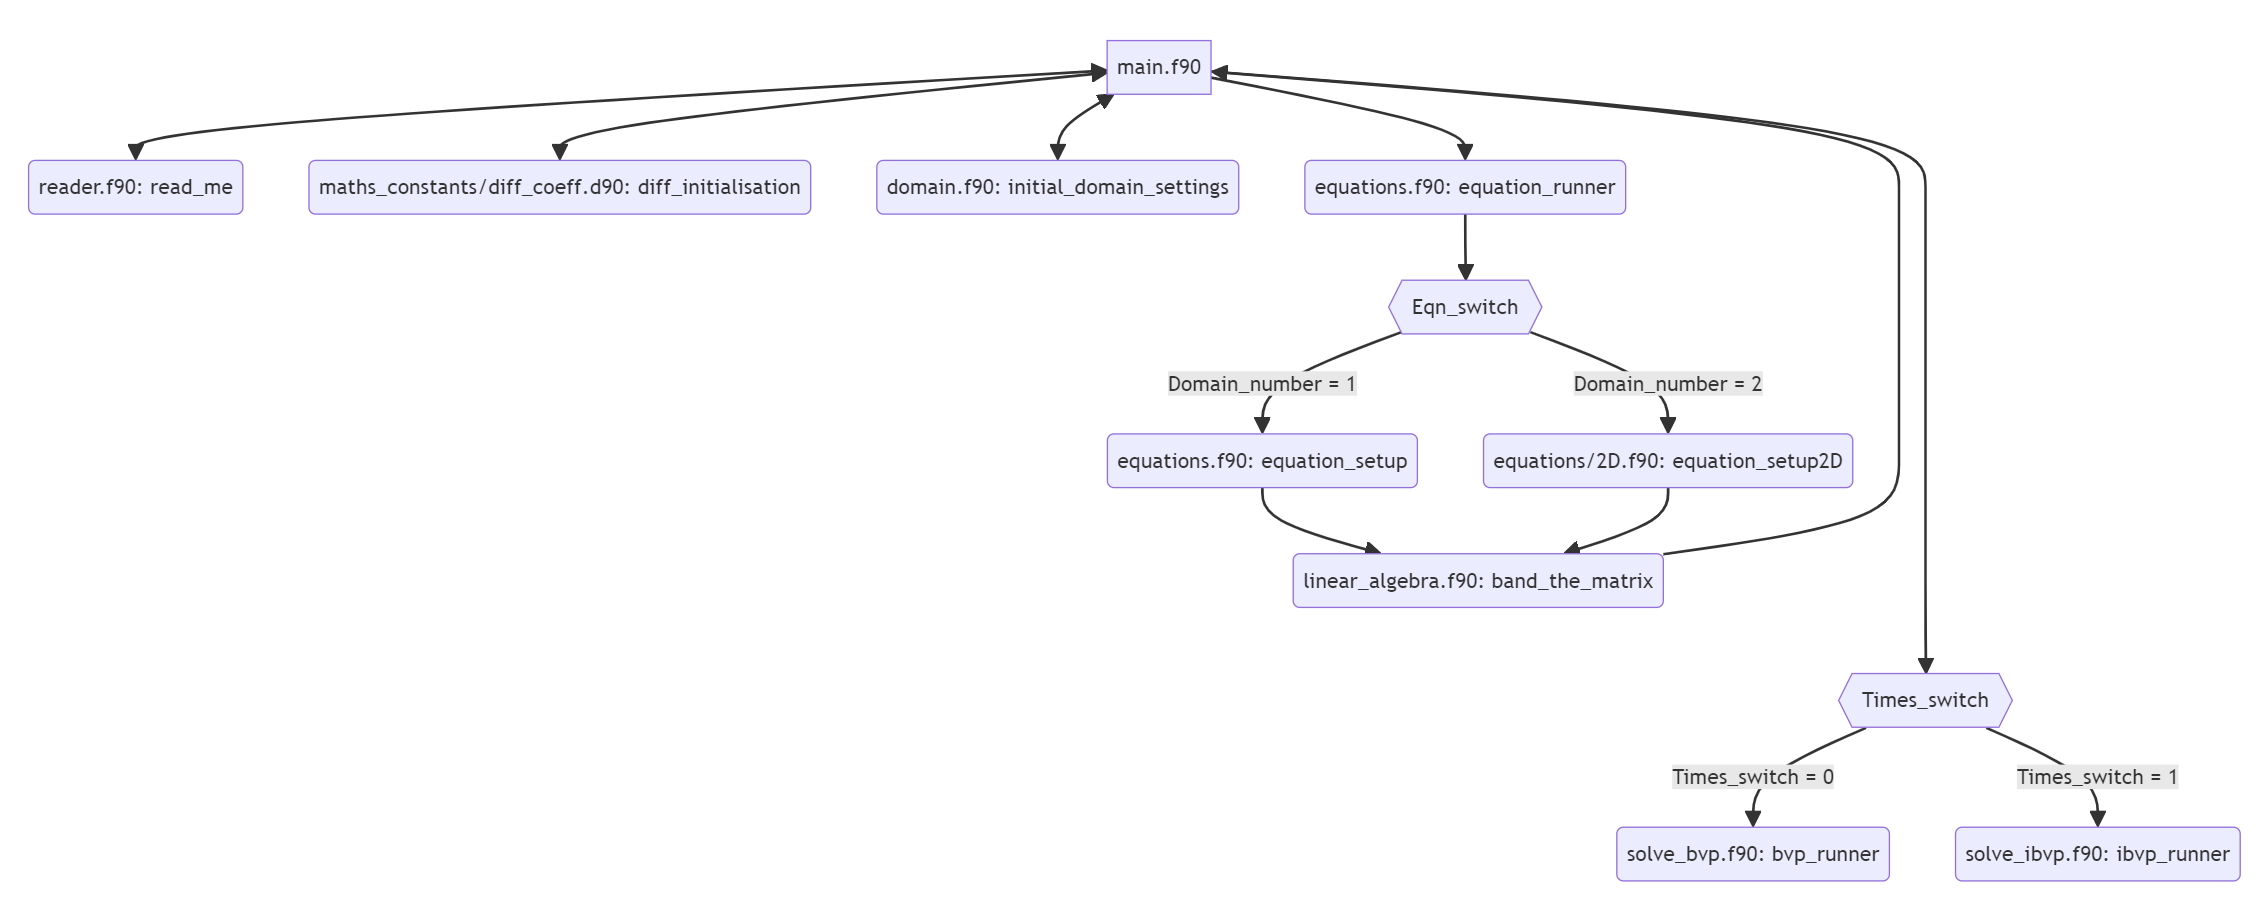 main.f90
reader.f90: read_me
maths_constants/diff_coeff.d90: diff_initialisation
domain.f90: initial_domain_settings
equations.f90: equation_runner
Eqn_switch
Domain_number = 1
Domain_number = 2
equations.f90: equation_setup
equations/2D.f90: equation_setup2D
linear_algebra.f90: band_the_matrix
Times_switch
Times_switch = 0
Times_switch = 1
solve_bvp.f90: bvp_runner
solve_ibvp.f90: ibvp_runner